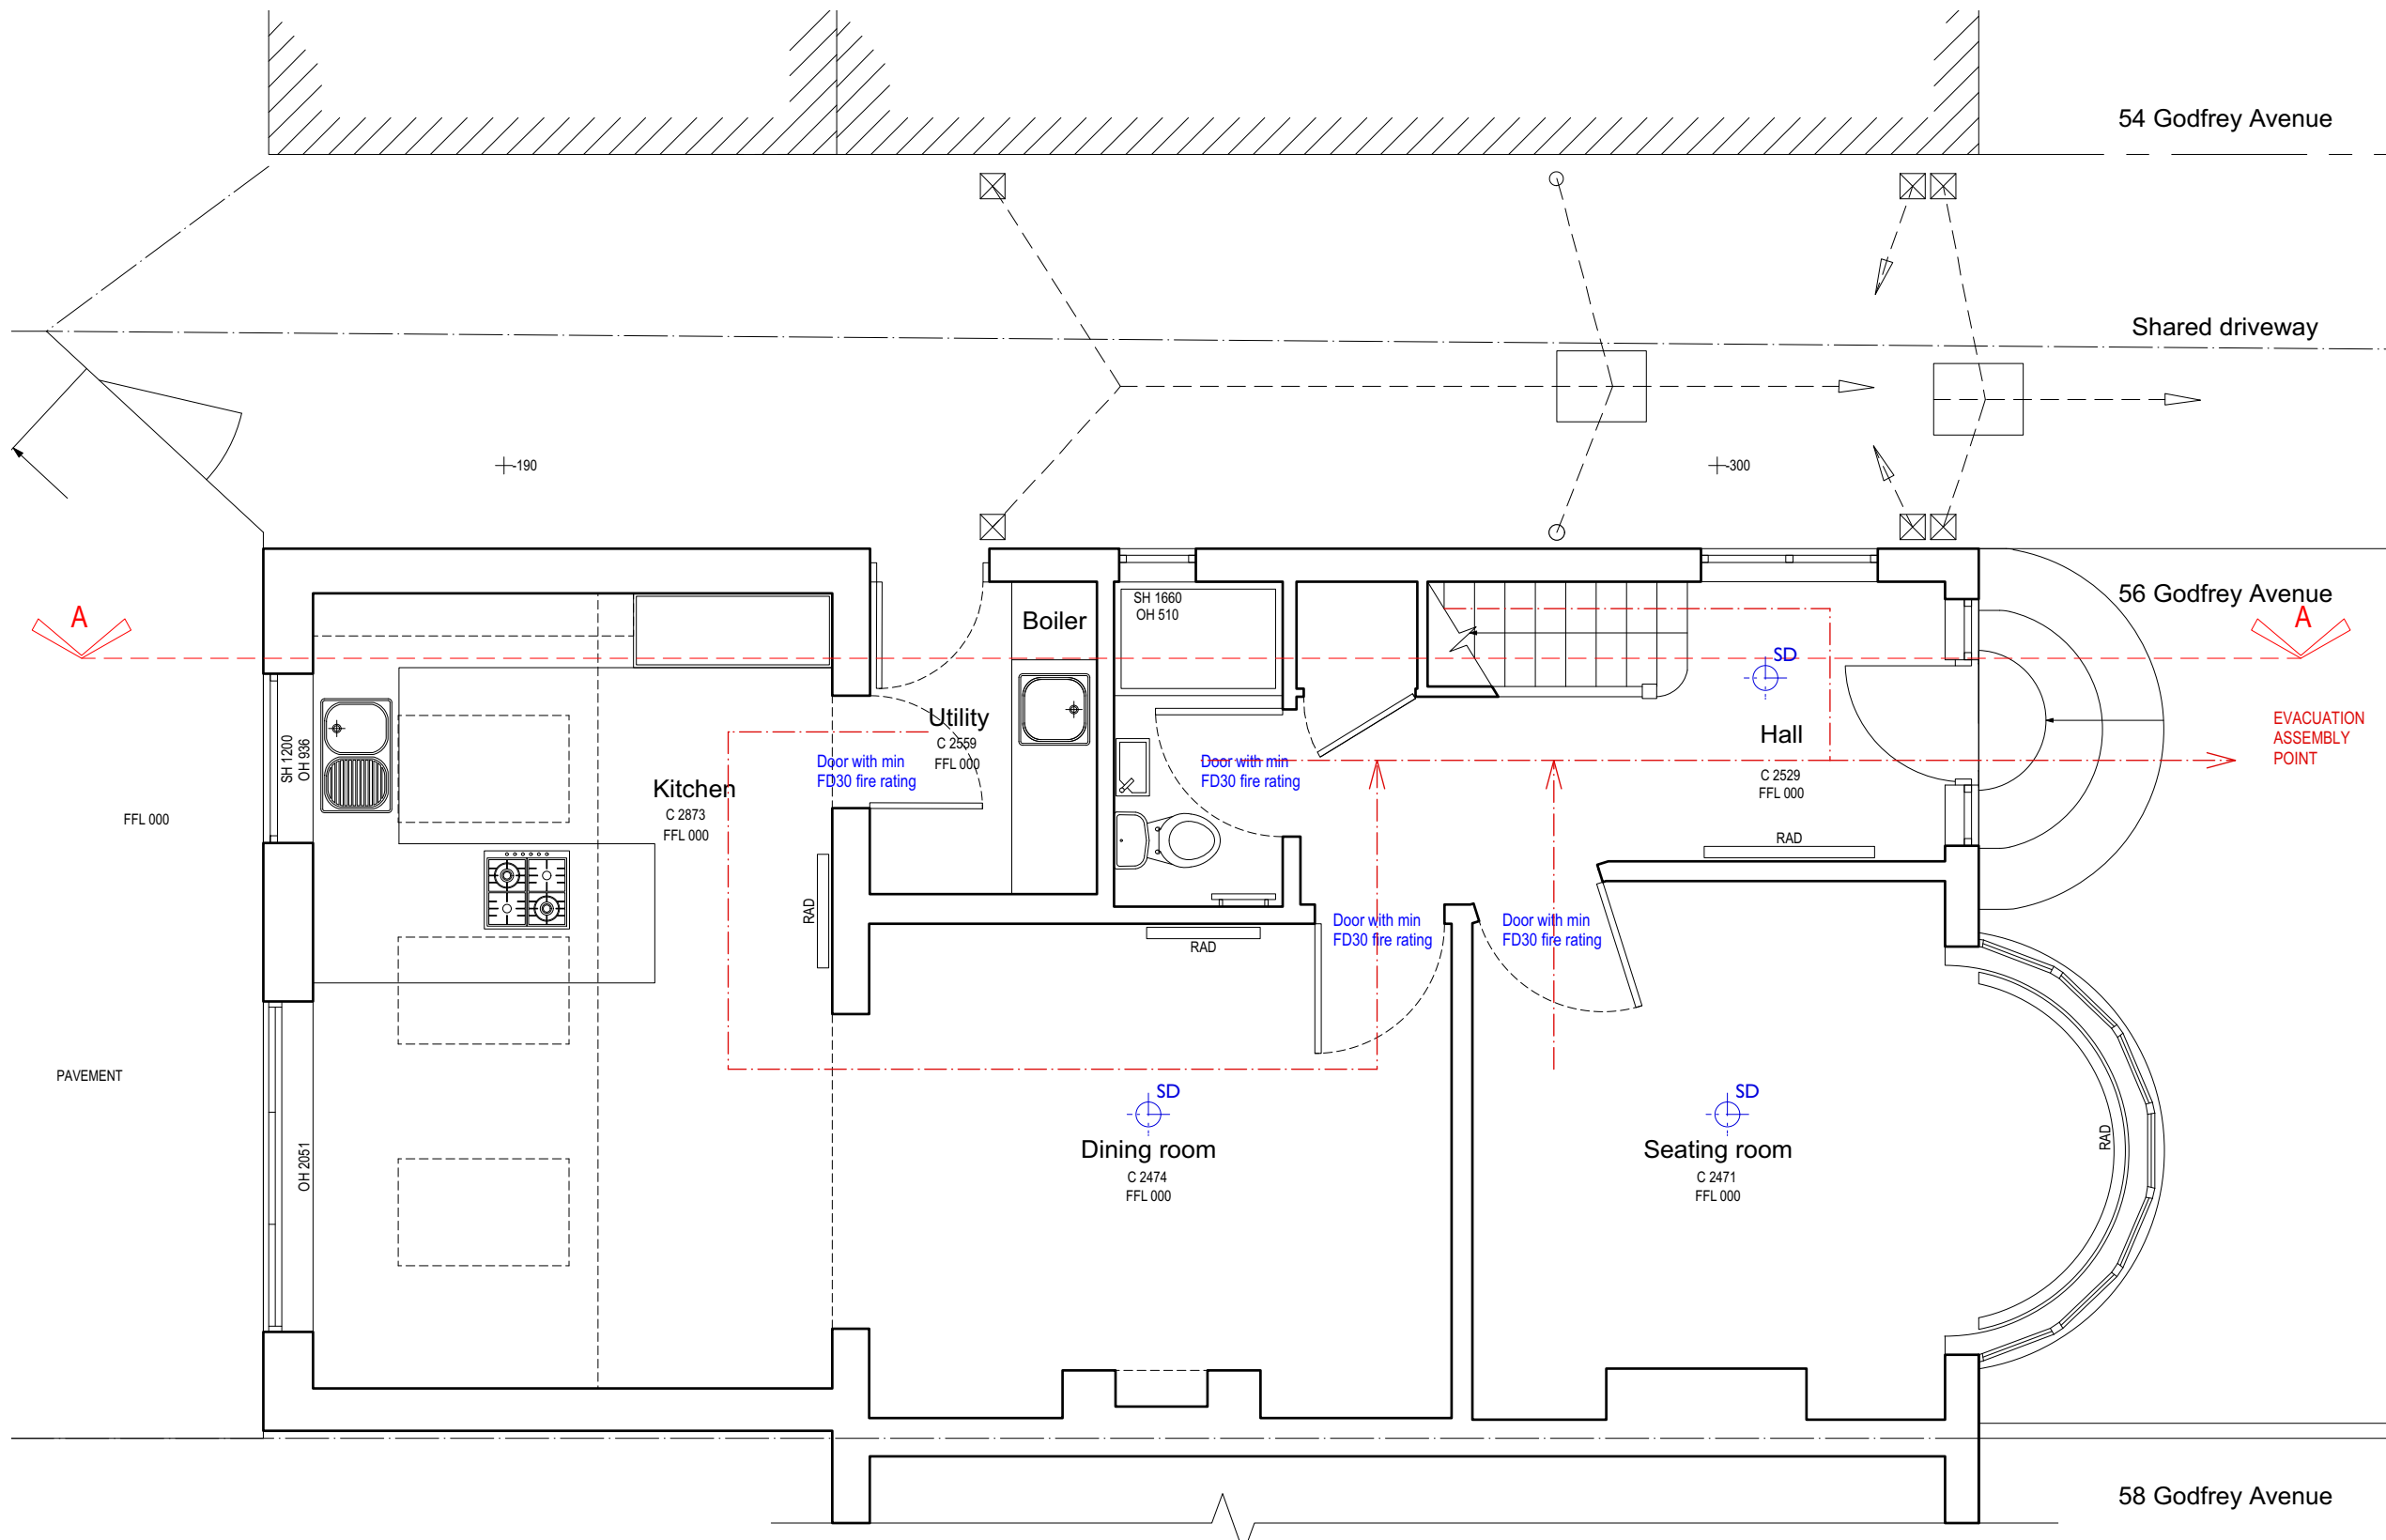 54 Godfrey Avenue
Shared driveway
-190
-300
56 Godfrey Avenue
A
A
Boiler
SH 1660
OH 510
SD
Utility
C 2559
FFL 000
Hall
C 2529
FFL 000
EVACUATION
ASSEMBLY
POINT
SH 1200
OH 936
Kitchen
C 2873
FFL 000
Door with min
FD30 fire rating
Door with min
FD30 fire rating
FFL 000
RAD
RAD
RAD
Door with min
FD30 fire rating
Door with min
FD30 fire rating
PAVEMENT
OH 2051
SD
Dining room
C 2474
FFL 000
SD
Seating room
C 2471
FFL 000
RAD
58 Godfrey Avenue